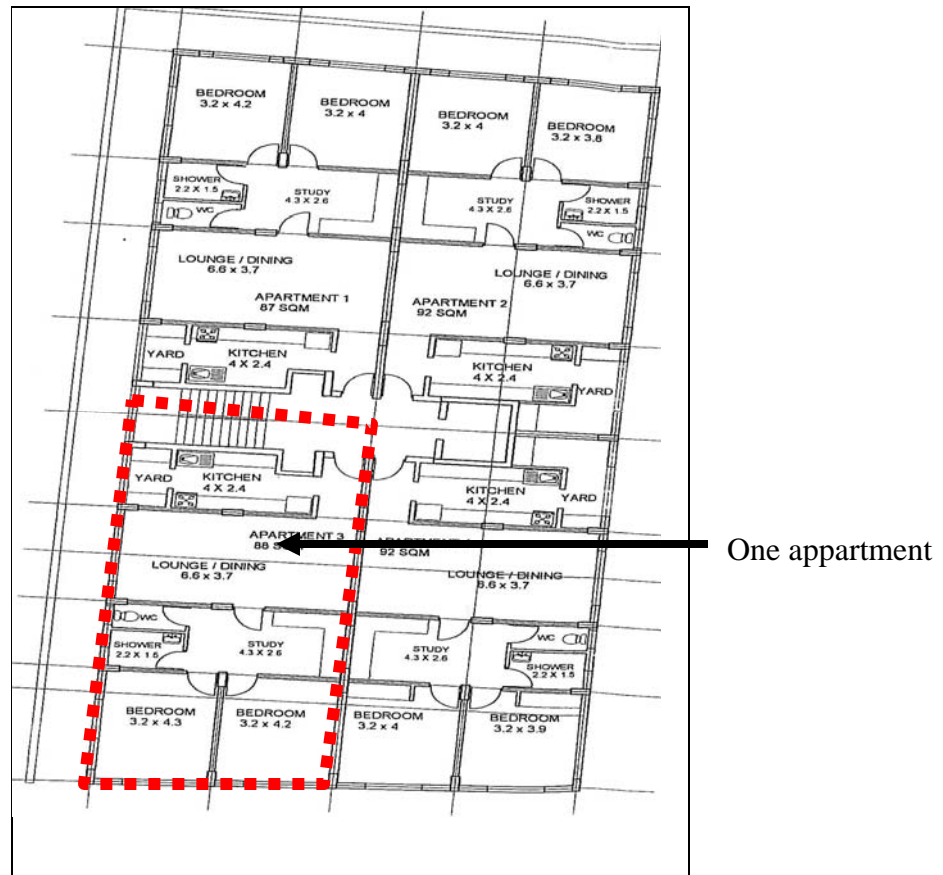 BEDROOM
3.2 x 4.2
BEDROOM
3.2 x 4
BEDROOM
3.2 x 4
BEDROOM
3.2 x 3.8
SHOWER
2.2 X 1.5
WC
STUDY
4.3 X 2.6
STUDY
4.3 X 2.6
SHOWER
2.2 X 1.5
WC
LOUNGE / DINING
6.6 x 3.7
LOUNGE / DINING
6.6 x 3.7
APARTMENT 1
87 SQM
APARTMENT 2
92 SQM
YARD
KITCHEN
4 X 2.4
KITCHEN
4 X 2.4
YARD
YARD
KITCHEN
4 X 2.4
KITCHEN
4 X 2.4
YARD
APARTMENT 3
88
92 SQM
One appartment
LOUNGE / DINING
6.6 x 3.7
LOUNGE / DINING
6.6 x 3.7
WC
SHOWER
2.2 X 1.5
STUDY
4.3 X 2.6
STUDY
4.3 X 2.6
WC
SHOWER
2.2 X 1.5
BEDROOM
3.2 x 4.3
BEDROOM
3.2 x 4.2
BEDROOM
3.2 x 4
BEDROOM
3.2 x 3.9